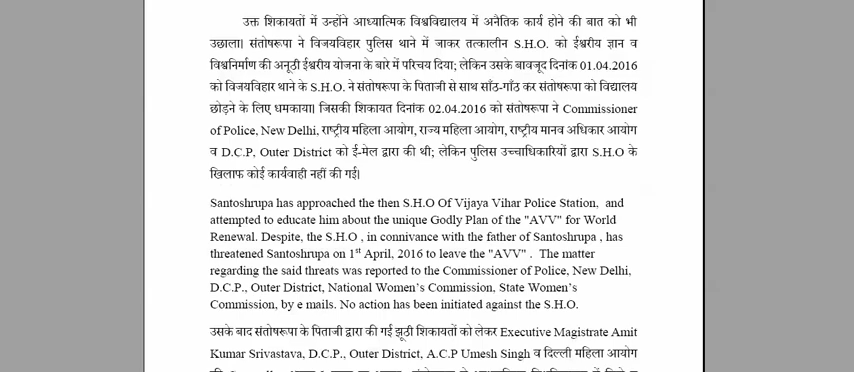 उक्त शिकायतों में उन्होंने आध्यात्मिक विश्वविद्यालय में अनैतिक कार्य होने की बात को भी
उछाला। संतोषरूपा ने विजयविहार पुलिस थाने में जाकर तत्कालीन S.H.O. को ईश्वरीय ज्ञान व
विश्वनिर्माण की अनूठी ईश्वरीय योजना के बारे में परिचय दिया; लेकिन उसके बावजूद दिनांक 01.04.2016
को विजयविहार थाने के S.H.O. ने संतोषरूपा के पिताजी से साथ साँठ-गाँठ कर संतोषरूपा को विद्यालय
छोड़ने के लिए धमकाया। जिसकी शिकायत दिनांक 02.04.2016 को संतोषरूपा ने Commissioner
of Police, New Delhi, राष्ट्रीय महिला आयोग, राज्य महिला आयोग, राष्ट्रीय मानव अधिकार आयोग
व D.C.P, Outer District को ई-मेल द्वारा की थी; लेकिन पुलिस उच्चाधिकारियों द्वारा S.H.O के
खिलाफ कोई कार्यवाही नहीं की गई।
Santoshrupa has approached the then S.H.O Of Vijaya Vihar Police Station, and
attempted to educate him about the unique Godly Plan of the "AVV" for World
Renewal. Despite, the S.H.O , in connivance with the father of Santoshrupa , has
threatened Santoshrupa on 1st April, 2016 to leave the "AVV" . The matter
regarding the said threats was reported to the Commissioner of Police, New Delhi,
D.C.P., Outer District, National Women's Commission, State Women's
Commission, by e mails. No action has been initiated against the S.H.O.
उसके बाद संतोषरूपा के पिताजी द्वारा की गई झूठी शिकायतों को लेकर Executive Magistrate Amit
Kumar Srivastava, D.C.P., Outer District, A.C.P Umesh Singh व दिल्ली महिला आयोग